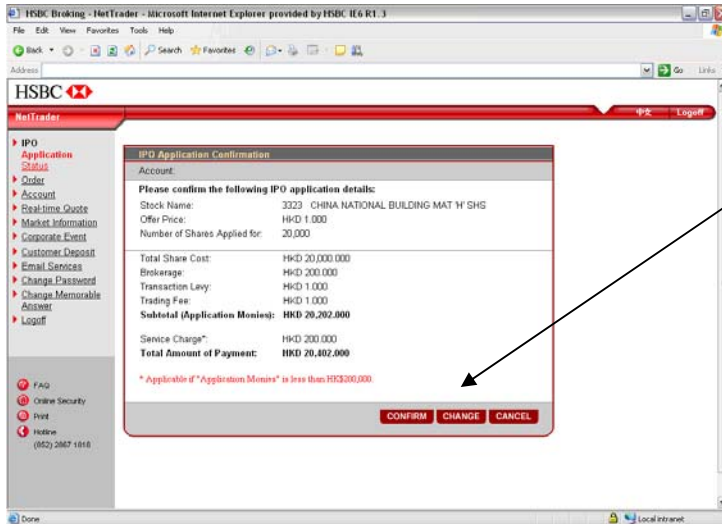 HSBC Broking - NetTrader - Microsoft Internet Explorer provided by HSBC IE6 R1.3
File Edit View Favorites Tools Help
Back Search Favorites
Address Go Links
HSBC
NetTrader 中文 Logoff
IPO
Application
Status
Order
Account
Real-time Quote
Market Information
Corporate Event
Customer Deposit
Email Services
Change Password
Change Memorable
Answer
Logoff
FAQ
Online Security
Print
Hotline
(852) 2867 1018
IPO Application Confirmation
Account:
Please confirm the following IPO application details:
Stock Name: 3323 CHINA NATIONAL BUILDING MAT 'H' SHS
Offer Price: HKD 1.000
Number of Shares Applied for: 20,000
Total Share Cost: HKD 20,000.000
Brokerage: HKD 200.000
Transaction Levy: HKD 1.000
Trading Fee: HKD 1.000
Subtotal (Application Monies): HKD 20,202.000
Service Charge*: HKD 200.000
Total Amount of Payment: HKD 20,402.000
* Applicable if "Application Monies" is less than HK$200,000.
CONFIRM CHANGE CANCEL
Done Local intranet